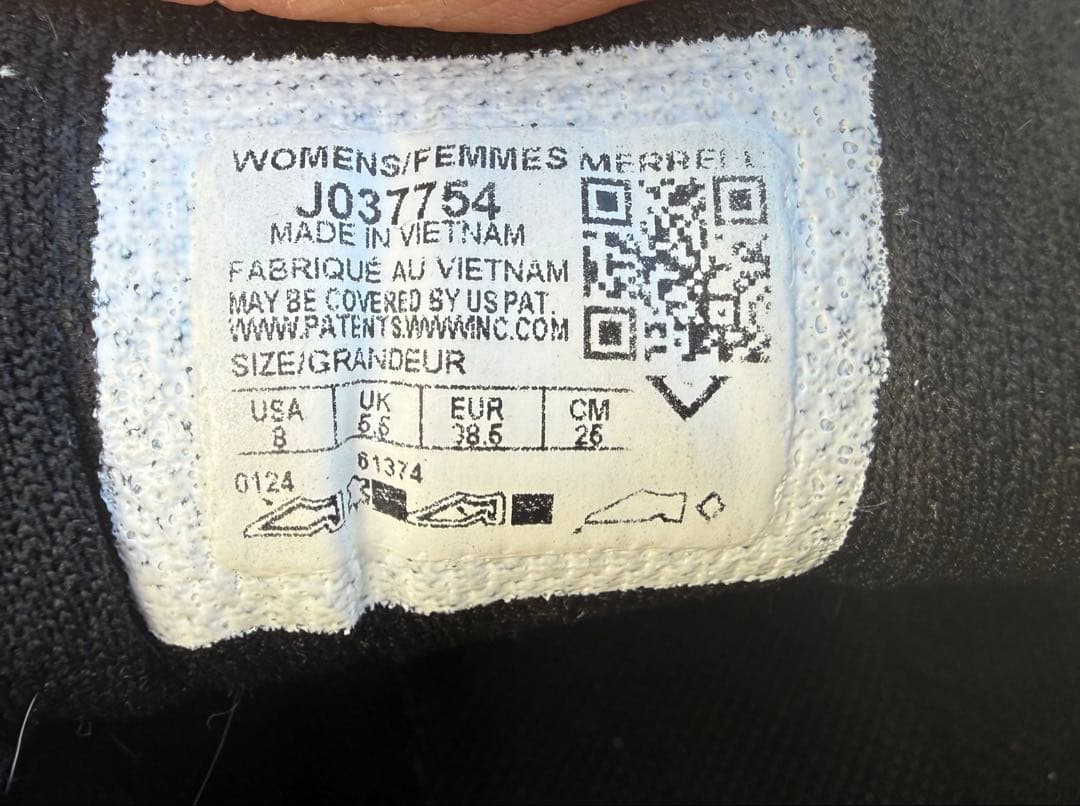 WOMENS/FEMMES MERRELL
J037754
MADE IN VIETNAM
FABRIQUÉ AU VIETNAM
MAY BE COVERED BY US PAT.
WWW.PATENTS.WWWINC.COM
SIZE/GRANDEUR
USA UK EUR CM
8 5.5 38.5 25
0124 61374